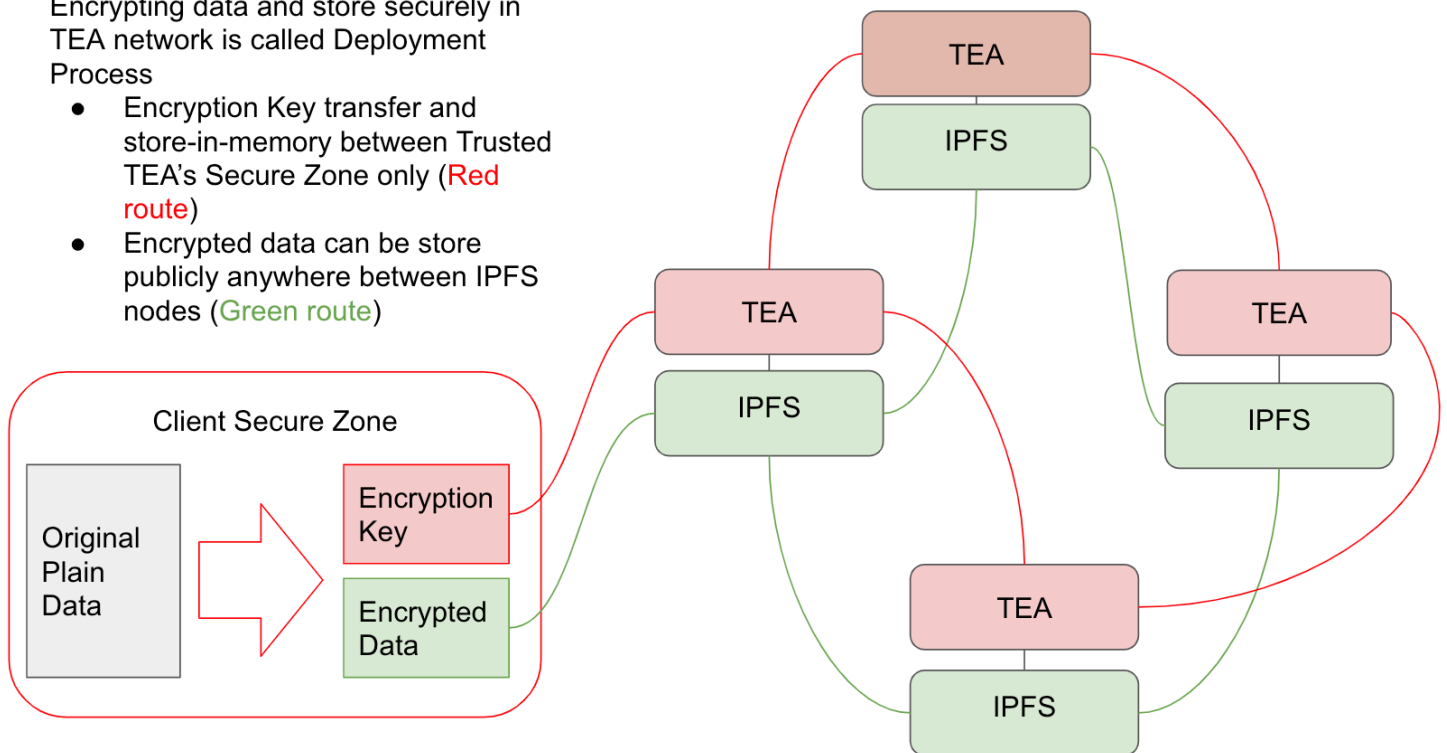 Encrypting data and store securely in
TEA network is called Deployment
Process
● Encryption Key transfer and
store-in-memory between Trusted
TEA’s Secure Zone only (Red
route)
● Encrypted data can be store
publicly anywhere between IPFS
nodes (Green route)
Client Secure Zone
Original
Plain
Data
Encryption
Key
Encrypted
Data
TEA
IPFS
TEA
IPFS
TEA
IPFS
TEA
IPFS